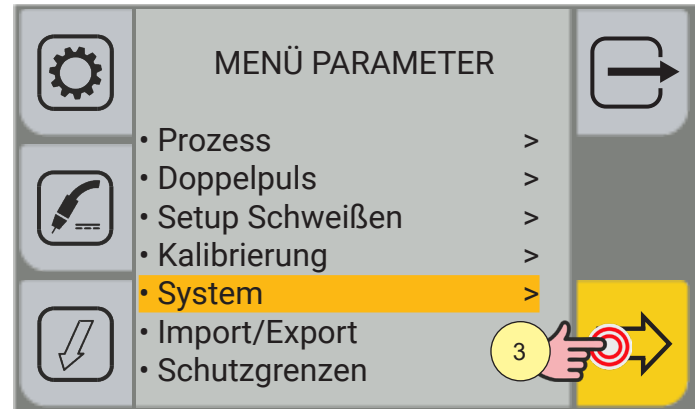 MENÜ PARAMETER
• Prozess >
• Doppelpuls >
• Setup Schweißen >
• Kalibrierung >
• System >
• Import/Export
• Schutzgrenzen
3